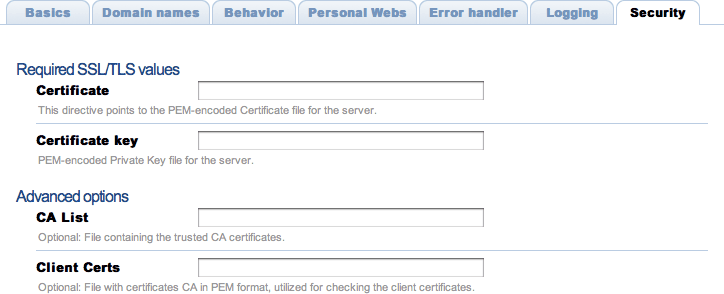 Basics Domain names Behavior Personal Webs Error handler Logging Security
Required SSL/TLS values
Certificate
This directive points to the PEM-encoded Certificate file for the server.
Certificate key
PEM-encoded Private Key file for the server.
Advanced options
CA List
Optional: File containing the trusted CA certificates.
Client Certs
Optional: File with certificates CA in PEM format, utilized for checking the client certificates.